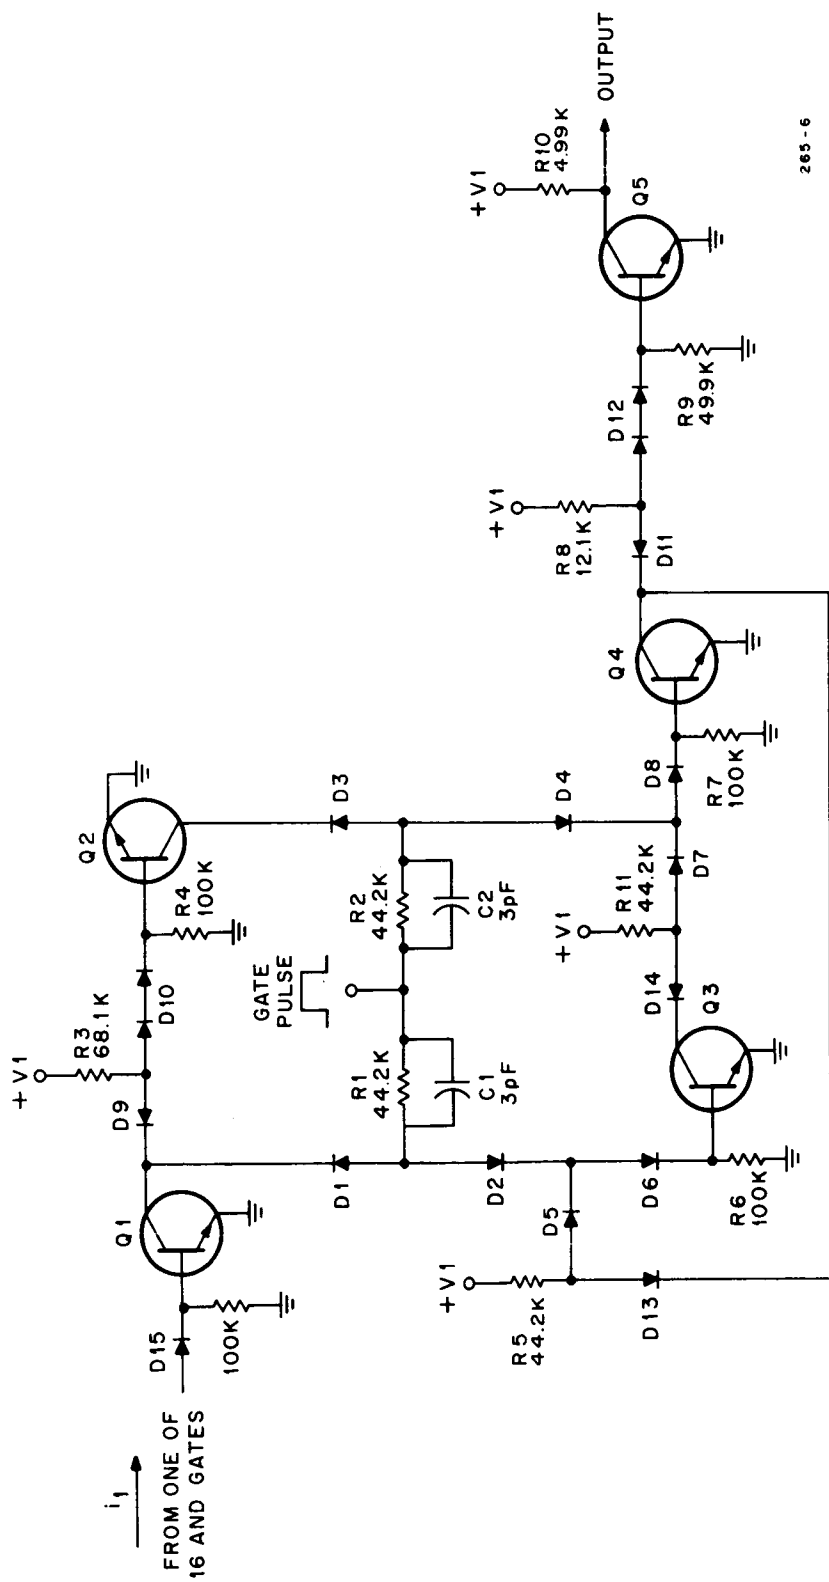 i1
FROM ONE OF
16 AND GATES
D15
100K
Q1
+V1
R3
68.1K
D9
D10
R4
100K
Q2
D1
D3
GATE
PULSE
R1
44.2K
C1
3pF
R2
44.2K
C2
3pF
D2
D4
+V1
R5
44.2K
D5
D13
D6
R6
100K
Q3
D14
+V1
R11
44.2K
D7
D8
R7
100K
Q4
D11
+V1
R8
12.1K
D12
R9
49.9K
Q5
+V1
R10
4.99K
OUTPUT
265-6